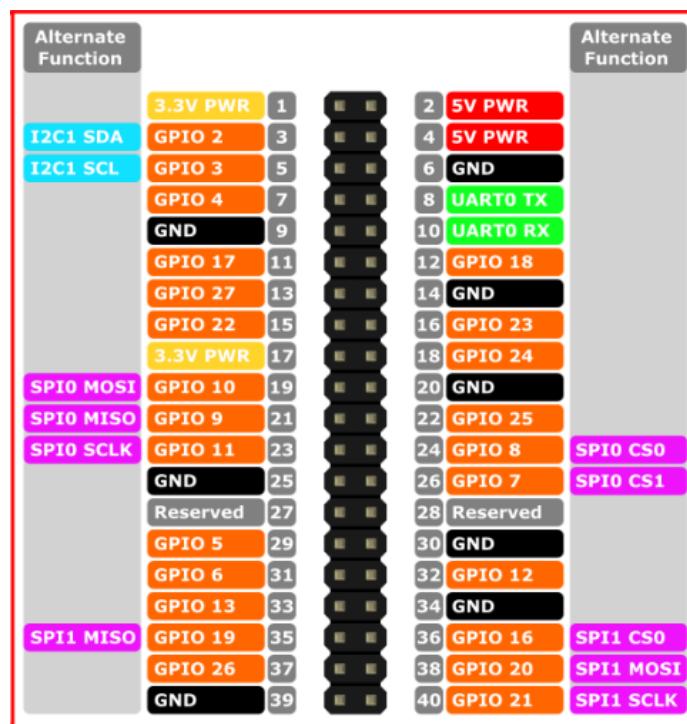 Alternate Function Alternate Function
3.3V PWR 1 2 5V PWR
I2C1 SDA GPIO 2 3 4 5V PWR
I2C1 SCL GPIO 3 5 6 GND
GPIO 4 7 8 UART0 TX
GND 9 10 UART0 RX
GPIO 17 11 12 GPIO 18
GPIO 27 13 14 GND
GPIO 22 15 16 GPIO 23
3.3V PWR 17 18 GPIO 24
SPI0 MOSI GPIO 10 19 20 GND
SPI0 MISO GPIO 9 21 22 GPIO 25
SPI0 SCLK GPIO 11 23 24 GPIO 8 SPI0 CS0
GND 25 26 GPIO 7 SPI0 CS1
Reserved 27 28 Reserved
GPIO 5 29 30 GND
GPIO 6 31 32 GPIO 12
GPIO 13 33 34 GND
SPI1 MISO GPIO 19 35 36 GPIO 16 SPI1 CS0
GPIO 26 37 38 GPIO 20 SPI1 MOSI
GND 39 40 GPIO 21 SPI1 SCLK